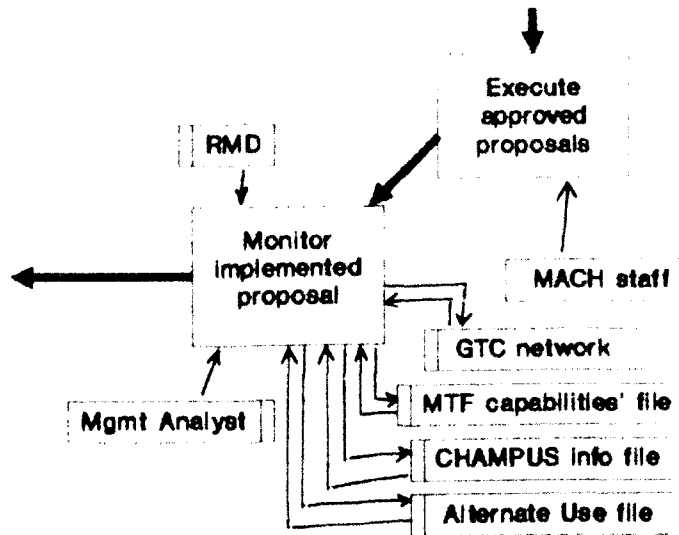 Execute
approved
proposals
RMD
Monitor
implemented
proposal
MACH staff
GTC network
Mgmt Analyst
MTF capabilities' file
CHAMPUS info file
Alternate Use file